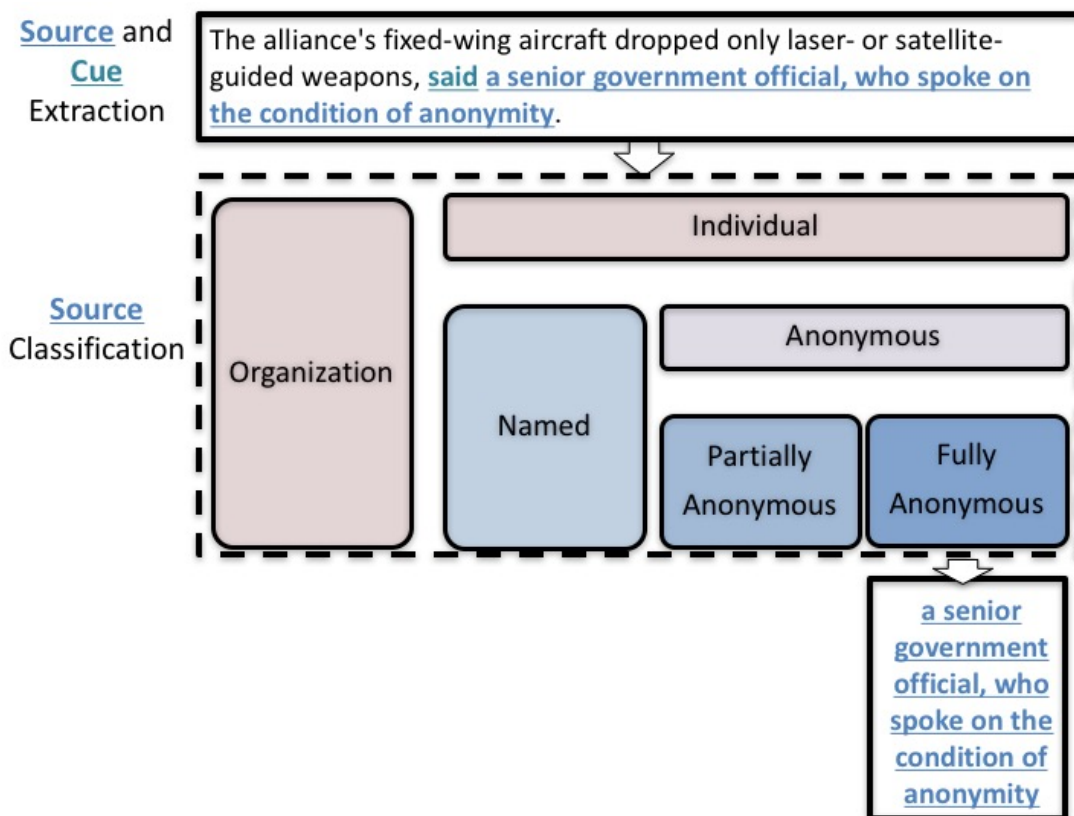 Source and
Cue
Extraction
The alliance's fixed-wing aircraft dropped only laser- or satellite-
guided weapons, said a senior government official, who spoke on
the condition of anonymity.
Source
Classification
Organization
Individual
Named
Anonymous
Partially
Anonymous
Fully
Anonymous
a senior
government
official, who
spoke on the
condition of
anonymity